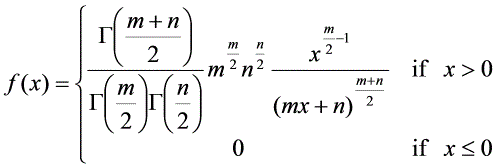 f(x) = { Γ((m+n)/2) / (Γ(m/2)Γ(n/2)) m^(m/2) n^(n/2) x^(m/2−1) / (mx+n)^((m+n)/2) if x > 0
0 if x ≤ 0